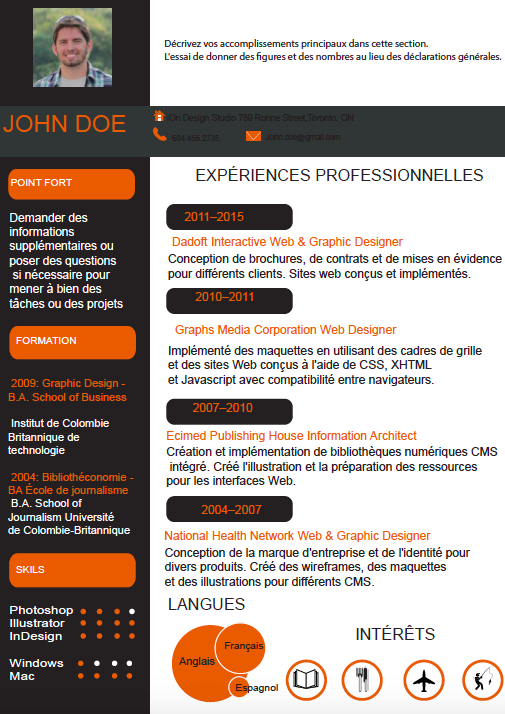 Décrivez vos accomplissements principaux dans cette section.
L'essai de donner des figures et des nombres au lieu des déclarations générales.
JOHN DOE
On Design Studio 759 Ronne Street,Toronto, ON
604.456.2735
John.doe@gmail.com
POINT FORT
Demander des
informations
supplémentaires ou
poser des questions
si nécessaire pour
mener à bien des
tâches ou des projets
FORMATION
2009: Graphic Design -
B.A. School of Business
Institut de Colombie
Britannique de
technologie
2004: Bibliothéconomie -
BA École de journalisme
B.A. School of
Journalism Université
de Colombie-Britannique
SKILS
Photoshop
Illustrator
InDesign
Windows
Mac
EXPÉRIENCES PROFESSIONNELLES
2011–2015
Dadoft Interactive Web & Graphic Designer
Conception de brochures, de contrats et de mises en évidence
pour différents clients. Sites web conçus et implémentés.
2010–2011
Graphs Media Corporation Web Designer
Implémenté des maquettes en utilisant des cadres de grille
et des sites Web conçus à l'aide de CSS, XHTML
et Javascript avec compatibilité entre navigateurs.
2007–2010
Ecimed Publishing House Information Architect
Création et implémentation de bibliothèques numériques CMS
intégré. Créé l'illustration et la préparation des ressources
pour les interfaces Web.
2004–2007
National Health Network Web & Graphic Designer
Conception de la marque d'entreprise et de l'identité pour
divers produits. Créé des wireframes, des maquettes
et des illustrations pour différents CMS.
LANGUES
Anglais
Français
Espagnol
INTÉRÊTS